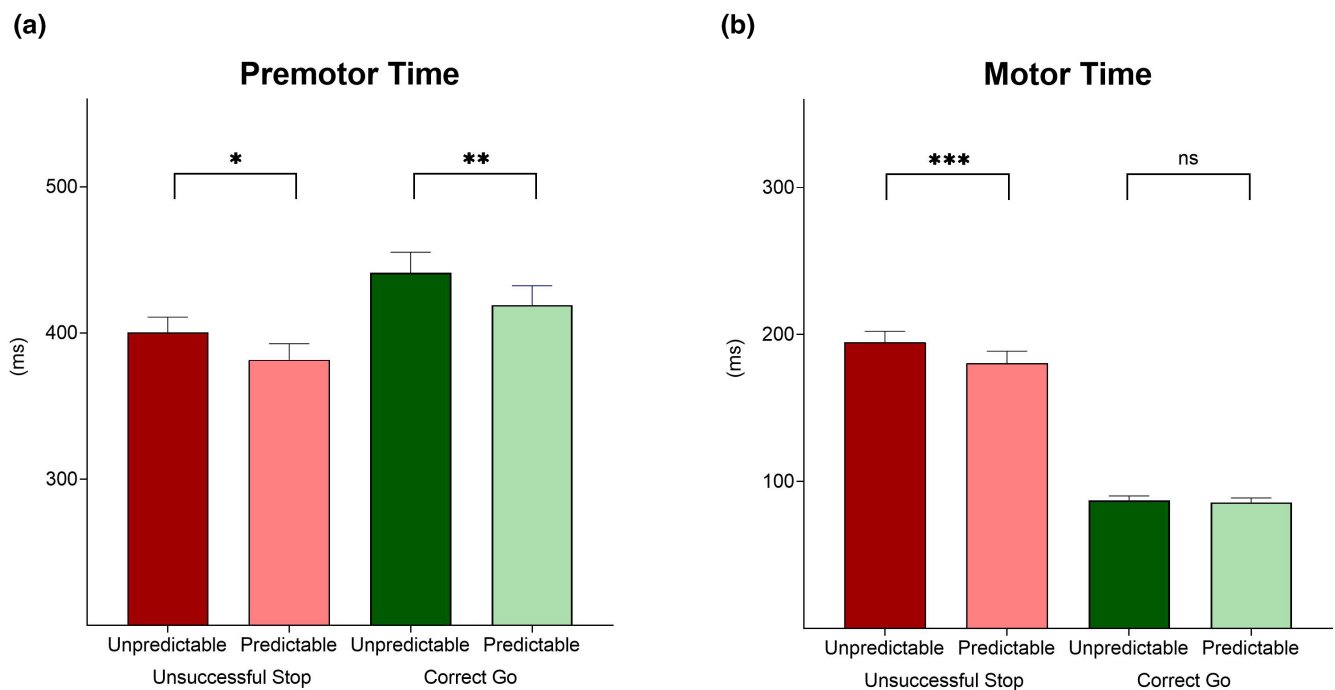 (a)
Premotor Time
500
400
300
(ms)
*
**
Unpredictable Predictable Unpredictable Predictable
Unsuccessful Stop Correct Go
(b)
Motor Time
300
200
100
(ms)
***
ns
Unpredictable Predictable Unpredictable Predictable
Unsuccessful Stop Correct Go